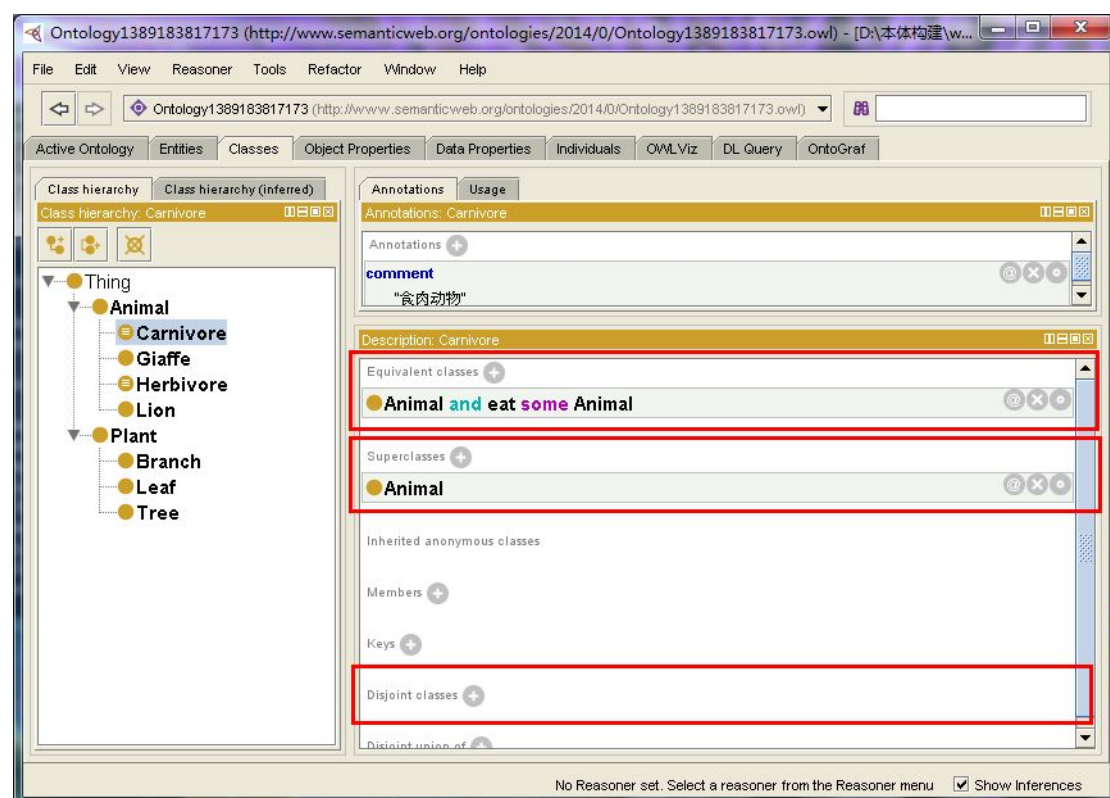 Ontology1389183817173 (http://www.semanticweb.org/ontologies/2014/0/Ontology1389183817173.owl) - [D:\本体构建\w...
File Edit View Reasoner Tools Refactor Window Help
Ontology1389183817173 (http://www.semanticweb.org/ontologies/2014/0/Ontology1389183817173.owl)
Active Ontology Entities Classes Object Properties Data Properties Individuals OWLViz DL Query OntoGraf
Class hierarchy Class hierarchy (inferred)
Class hierarchy: Carnivore
Thing
Animal
Carnivore
Giaffe
Herbivore
Lion
Plant
Branch
Leaf
Tree
Annotations Usage
Annotations: Carnivore
Annotations
comment
"食肉动物"
Description: Carnivore
Equivalent classes
Animal and eat some Animal
Superclasses
Animal
Inherited anonymous classes
Members
Keys
Disjoint classes
Disjoint union of
No Reasoner set. Select a reasoner from the Reasoner menu Show Inferences